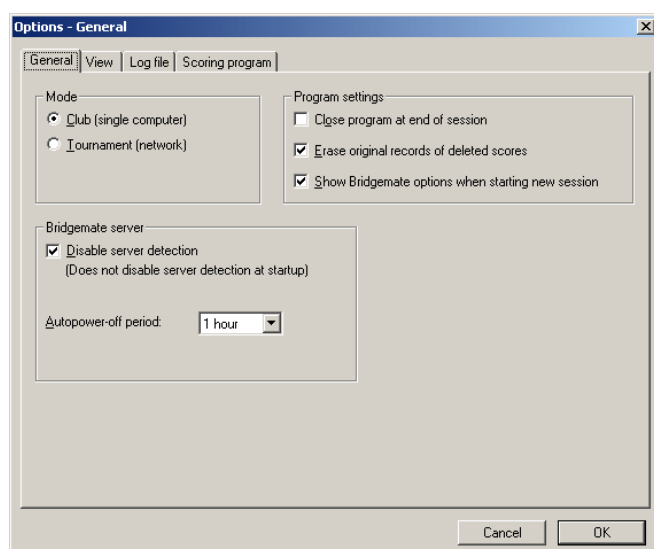 Options - General
General
View
Log file
Scoring program
Mode
Club (single computer)
Tournament (network)
Program settings
Close program at end of session
Erase original records of deleted scores
Show Bridgemate options when starting new session
Bridgemate server
Disable server detection
(Does not disable server detection at startup)
Autopower-off period:
1 hour
Cancel
OK